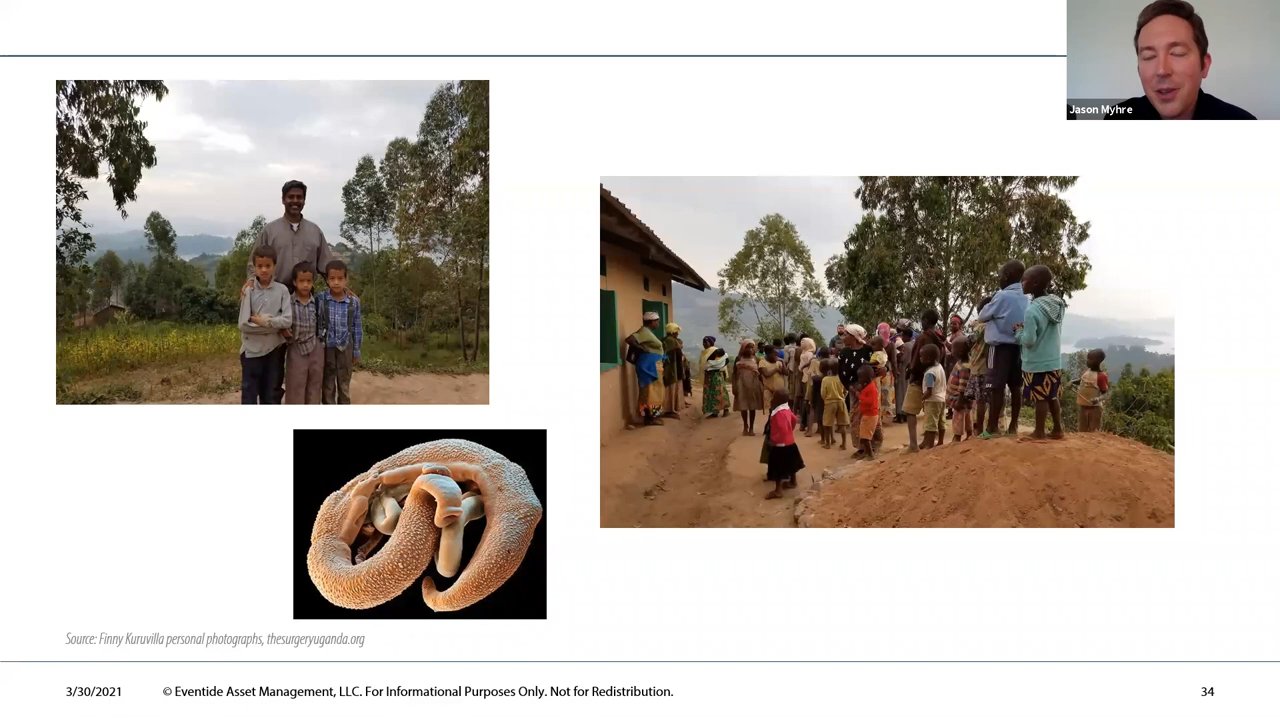 Jason Myhre
Source: Finny Kuruvilla personal photographs, thesurgeryuganda.org
3/30/2021 © Eventide Asset Management, LLC. For Informational Purposes Only. Not for Redistribution. 34